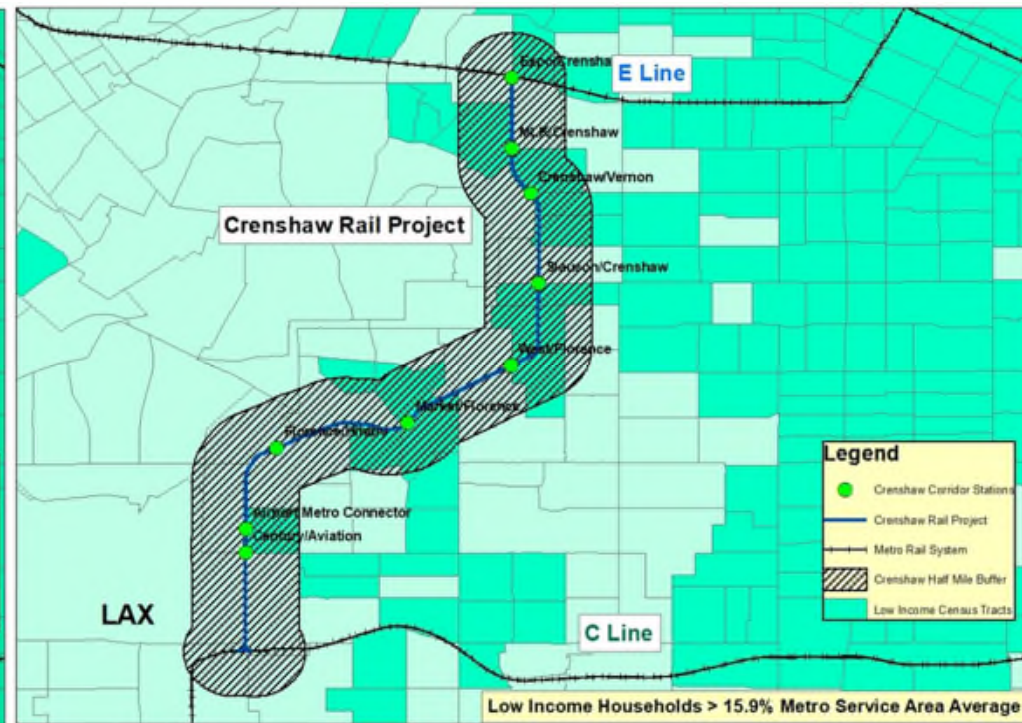 Expo/Crenshaw
E Line
MLK/Crenshaw
Crenshaw/Vernon
Crenshaw Rail Project
Slauson/Crenshaw
West/Florence
Market/Florence
Legend
Crenshaw Corridor Stations
Airport Metro Connector
Crenshaw Rail Project
Century/Aviation
Metro Rail System
Crenshaw Half Mile Buffer
LAX
Low Income Census Tracts
C Line
Low Income Households > 15.9% Metro Service Area Average